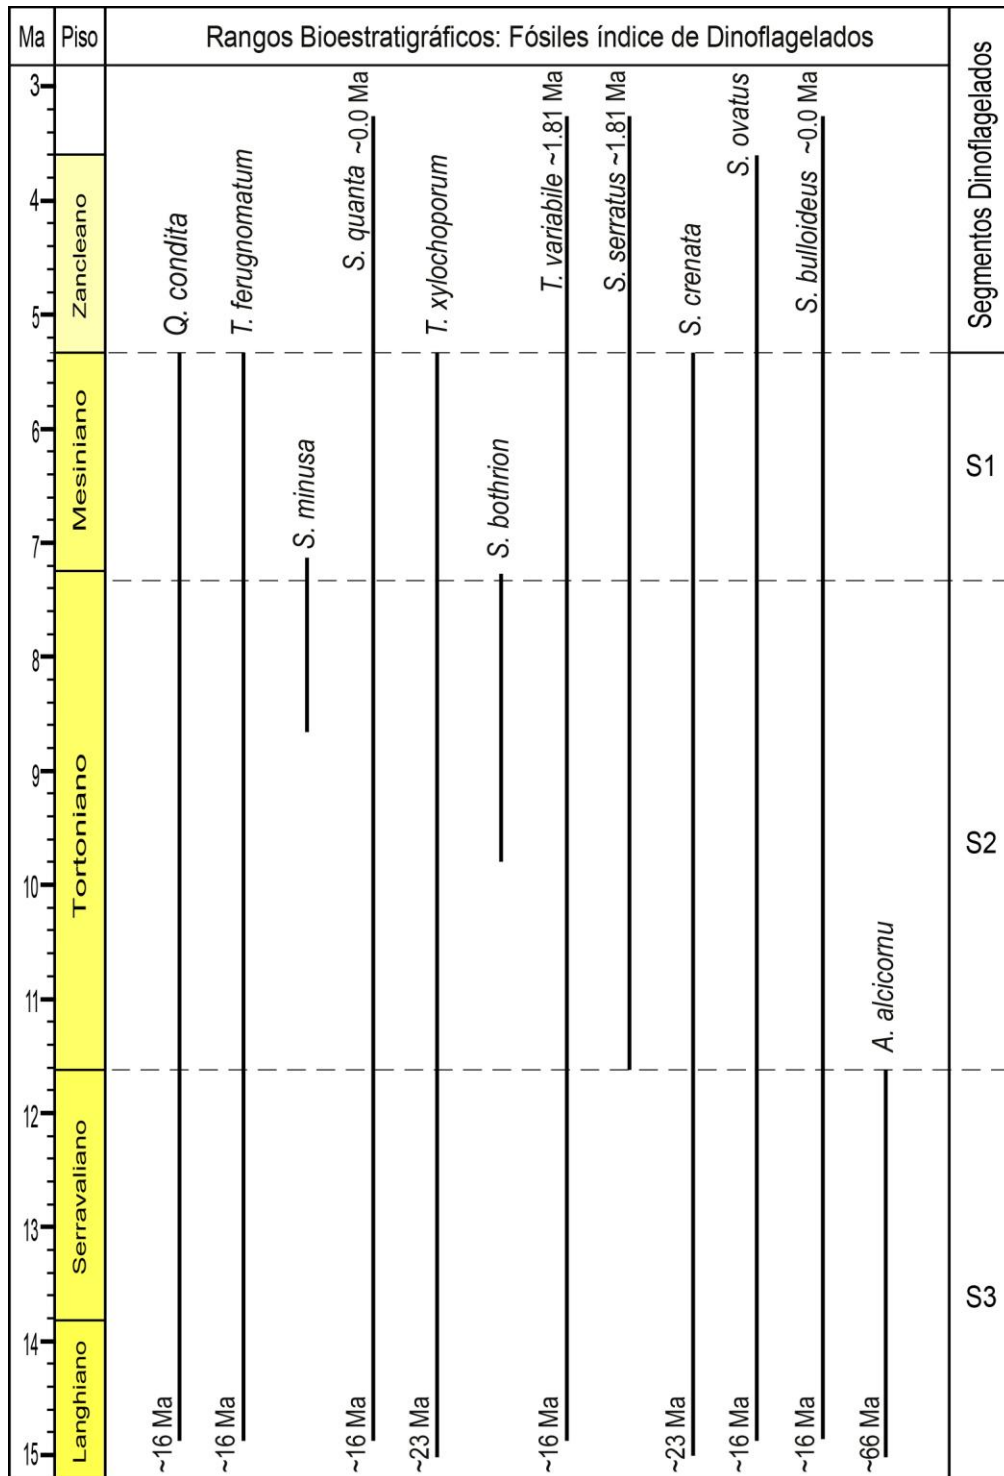 Ma
Piso
Rangos Bioestratigráficos: Fósiles índice de Dinoflagelados
Segmentos Dinoflagelados
3
4
5
6
7
8
9
10
11
12
13
14
15
Zancleano
Mesiniano
Tortoniano
Serravaliano
Langhiano
Q. condita
~16 Ma
T. ferugnomatum
~16 Ma
S. minusa
S. quanta ~0.0 Ma
~16 Ma
T. xylochoporum
~23 Ma
S. bothrion
T. variabile ~1.81 Ma
~16 Ma
S. serratus ~1.81 Ma
S. crenata
~23 Ma
S. ovatus
~16 Ma
S. bulloideus ~0.0 Ma
~16 Ma
A. alcicornu
~66 Ma
S1
S2
S3